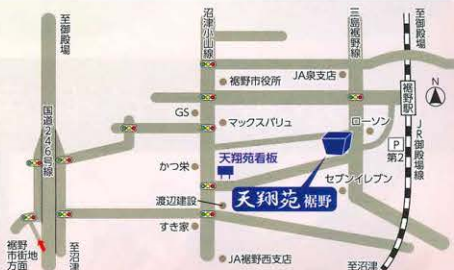 至御殿場
沼津小山線
三島裾野線
至御殿場
裾野市役所
JA泉支店
裾野駅
N
国道246号線
GS
マックスバリュ
ローソン
JR御殿場線
P
第2
天翔苑看板
かつ栄
天翔苑 裾野
セブンイレブン
渡辺建設
すき家
裾野
市街地
方面
至沼津
JA裾野西支店
至沼津